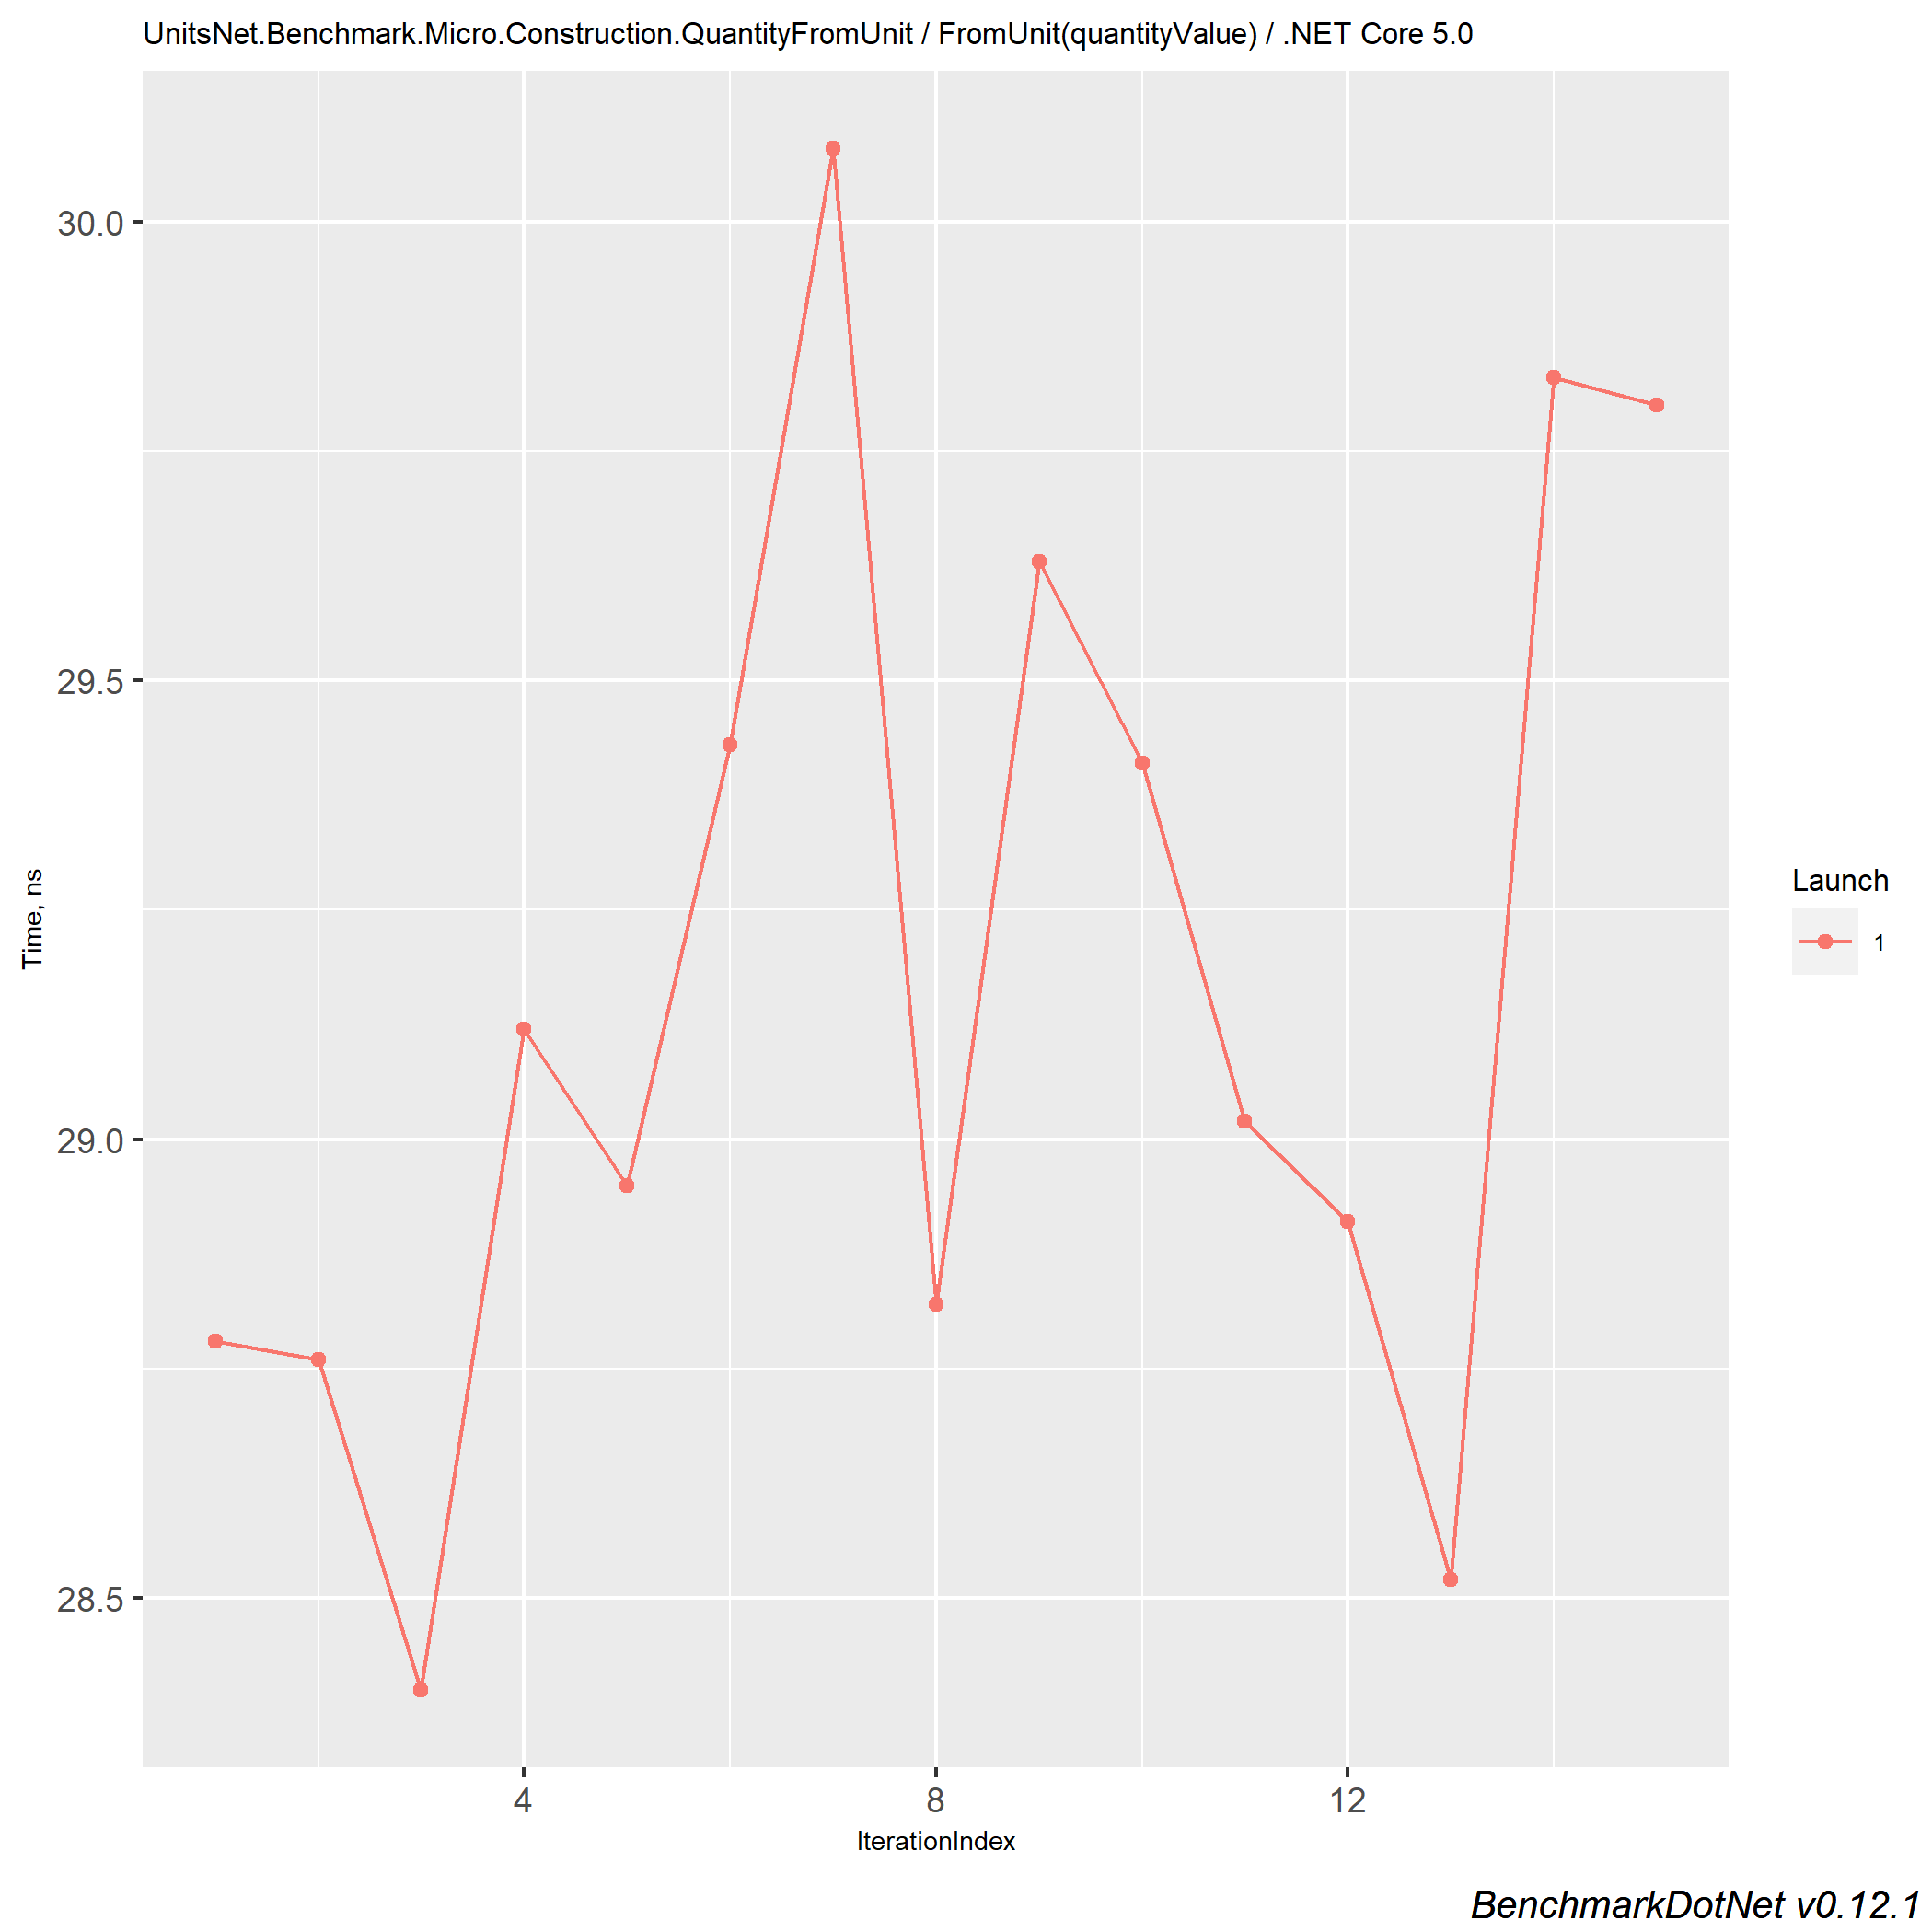 UnitsNet.Benchmark.Micro.Construction.QuantityFromUnit / FromUnit(quantityValue) / .NET Core 5.0
30.0
29.5
29.0
28.5
Time, ns
4 8 12
IterationIndex
Launch
1
BenchmarkDotNet v0.12.1